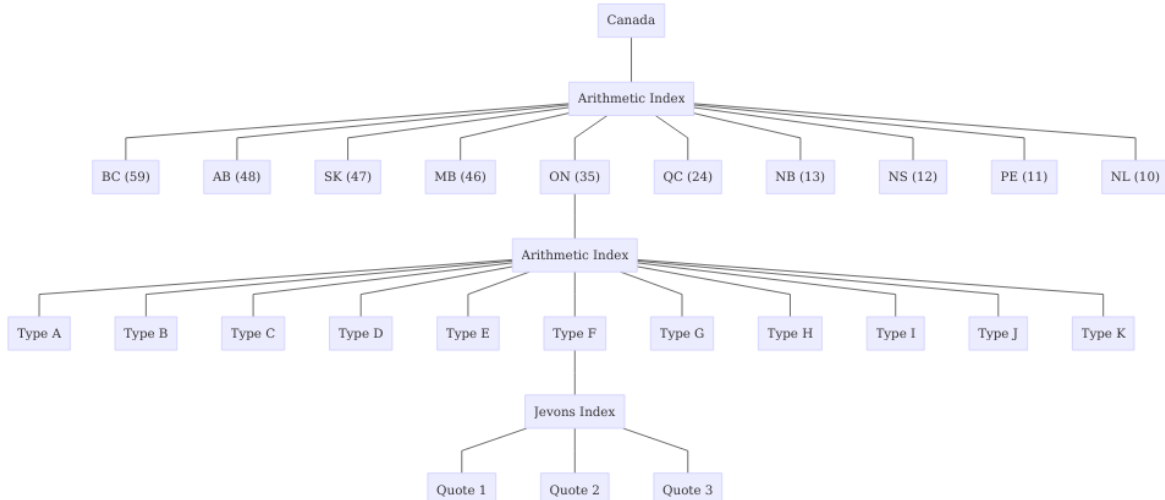 Canada
Arithmetic Index
BC (59)
AB (48)
SK (47)
MB (46)
ON (35)
QC (24)
NB (13)
NS (12)
PE (11)
NL (10)
Arithmetic Index
Type A
Type B
Type C
Type D
Type E
Type F
Type G
Type H
Type I
Type J
Type K
Jevons Index
Quote 1
Quote 2
Quote 3